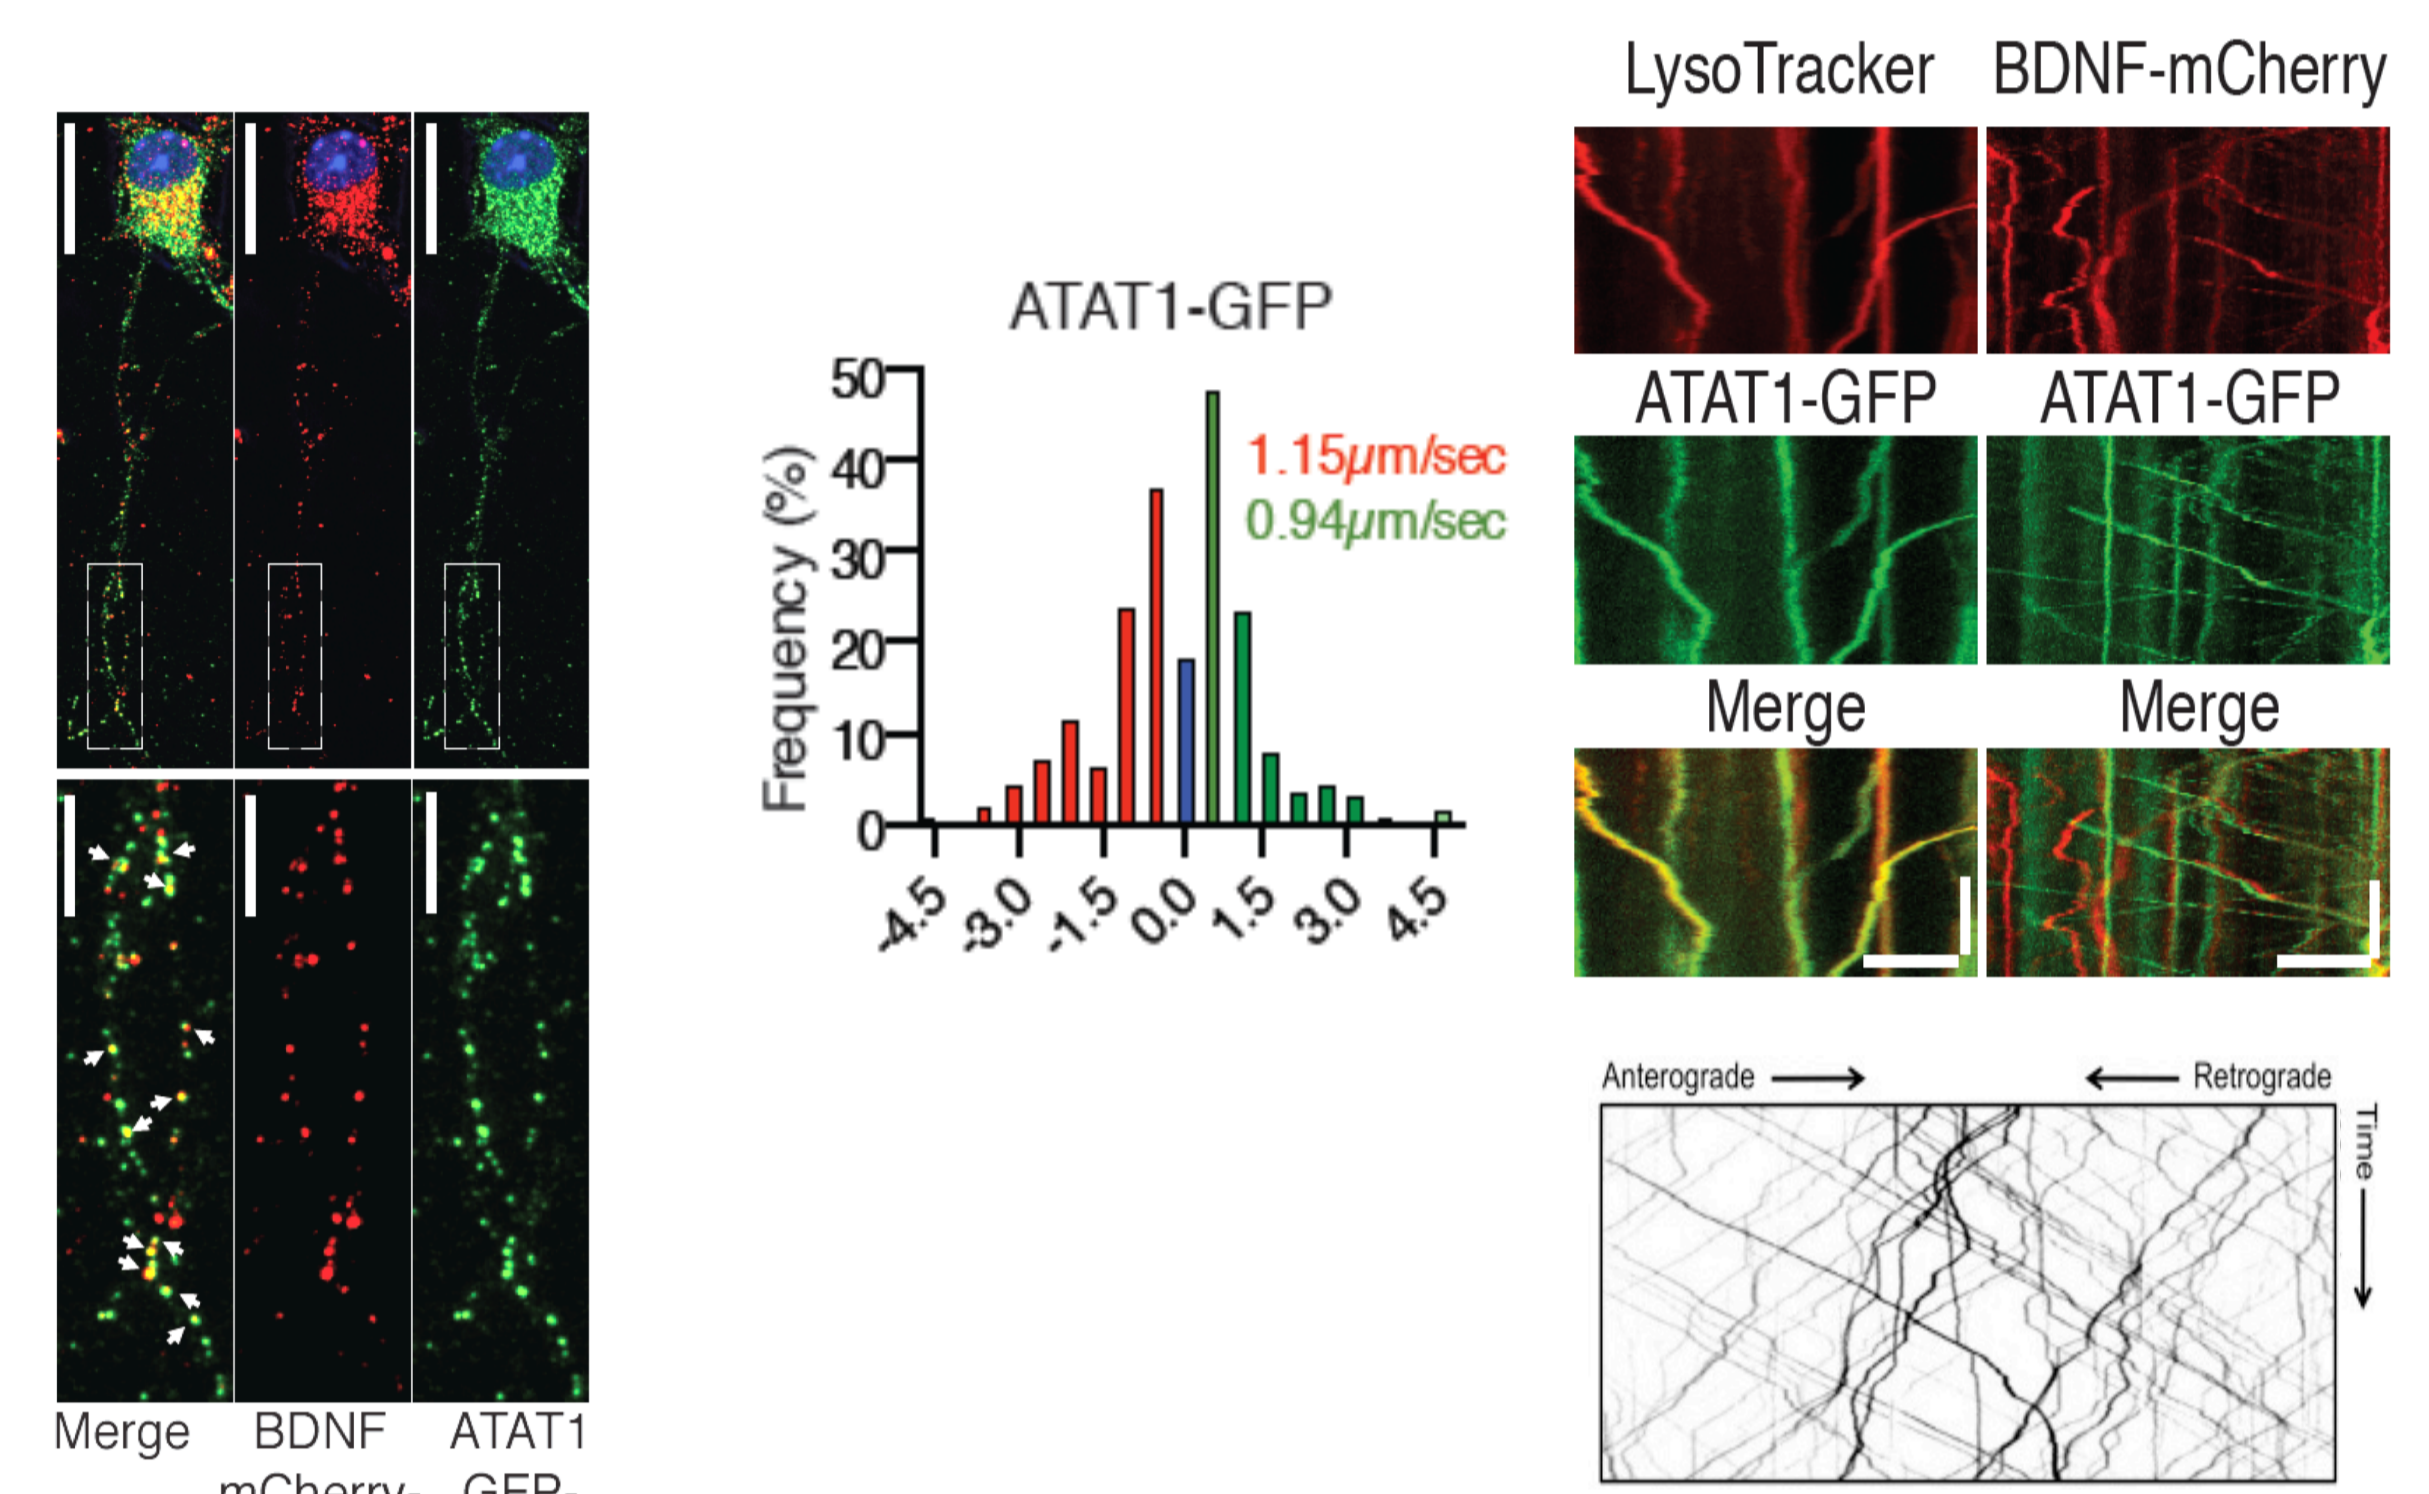 Merge
BDNF
mCherry-
ATAT1
GFP-
ATAT1-GFP
Frequency (%)
50
40
30
20
10
0
1.15µm/sec
0.94µm/sec
-4.5
-3.0
-1.5
0.0
1.5
3.0
4.5
LysoTracker
BDNF-mCherry
ATAT1-GFP
ATAT1-GFP
Merge
Merge
Anterograde
Retrograde
Time